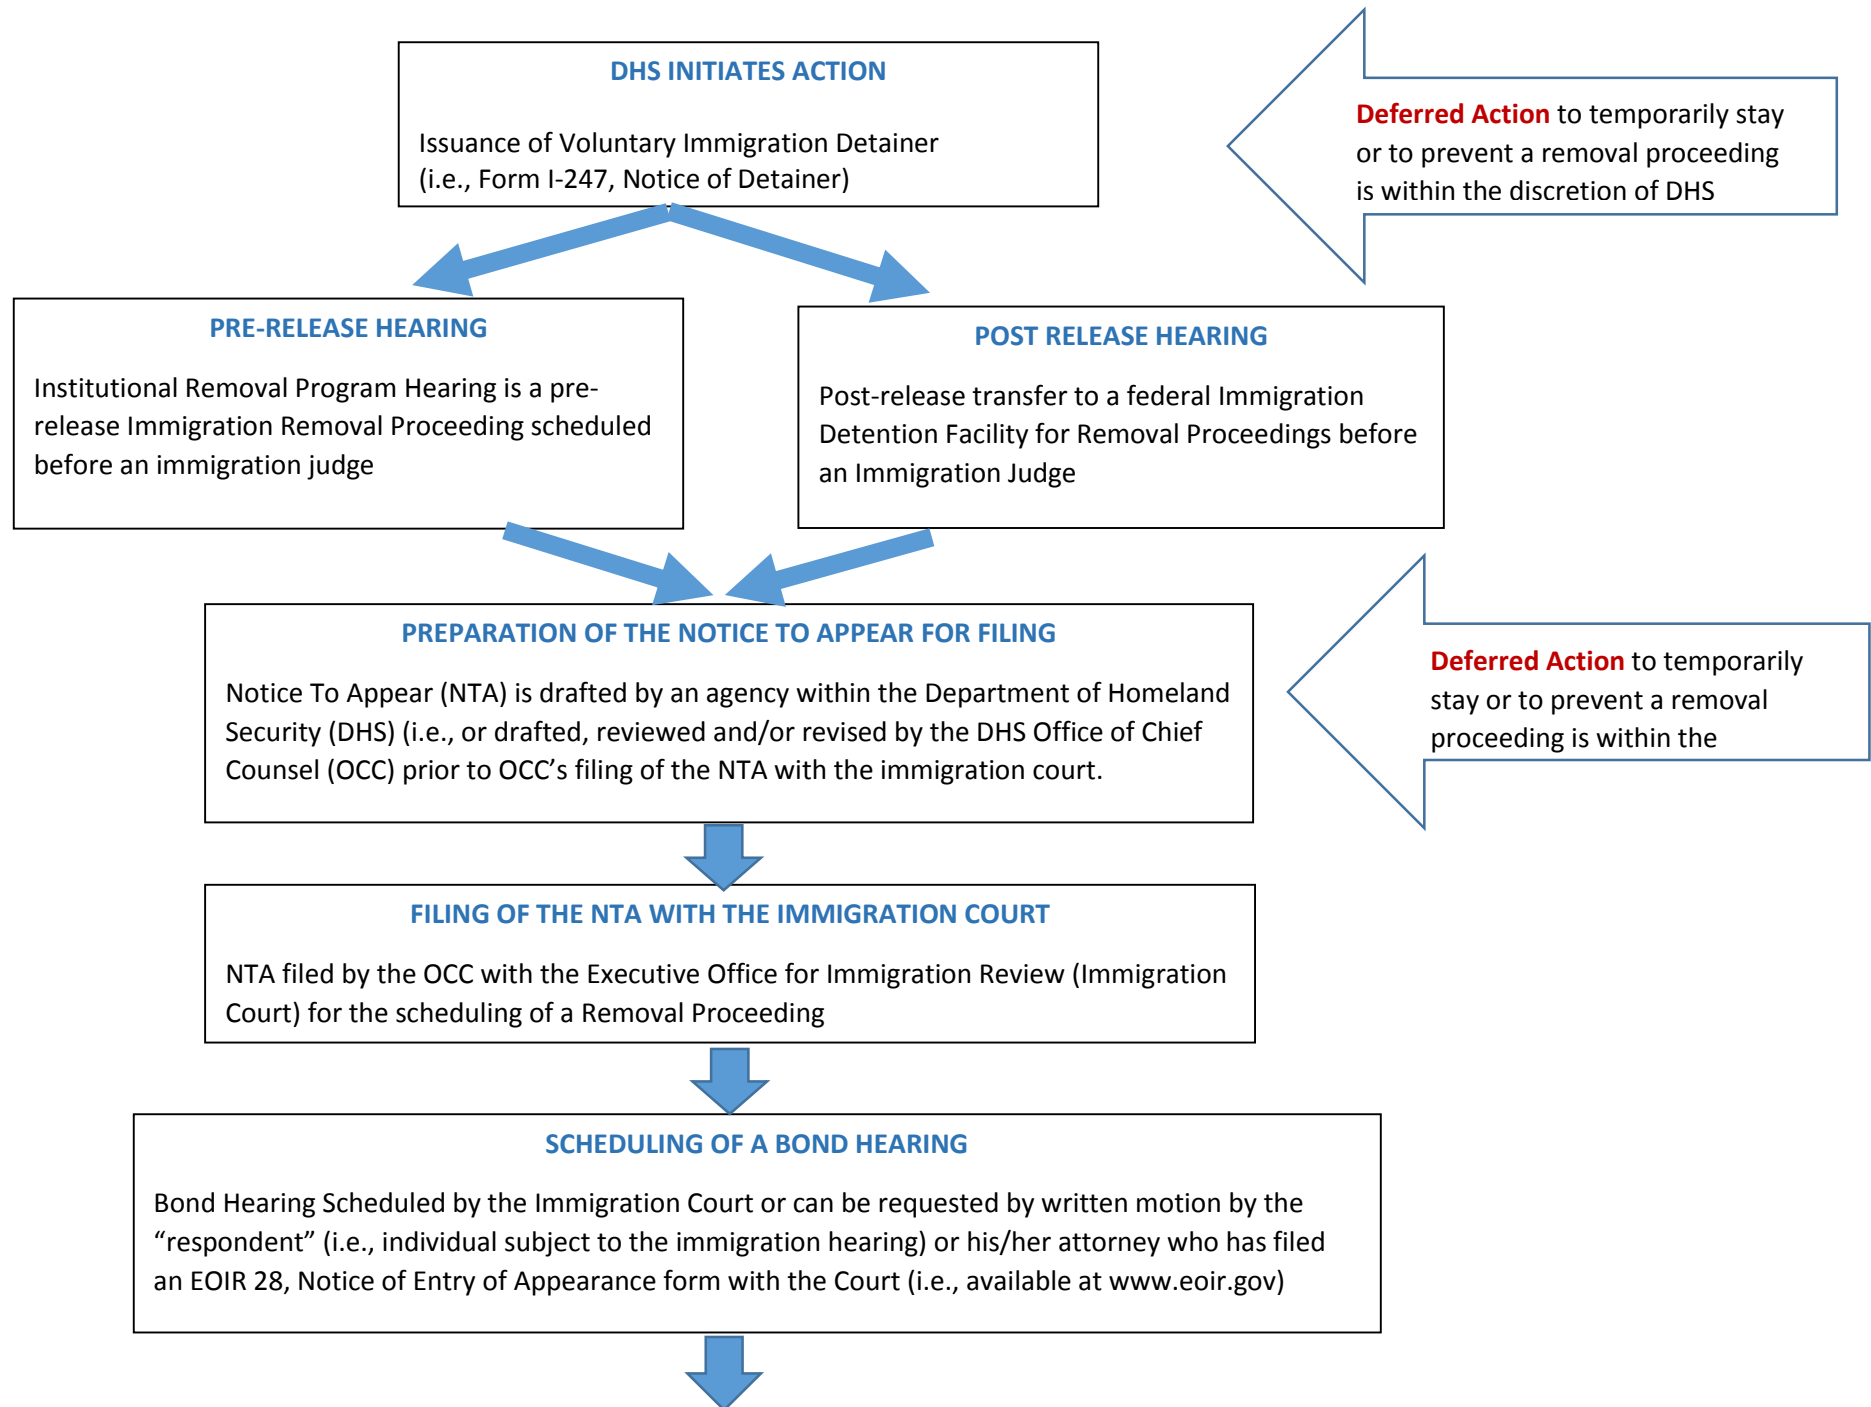 DHS INITIATES ACTION
Issuance of Voluntary Immigration Detainer
(i.e., Form I-247, Notice of Detainer)
Deferred Action to temporarily stay
or to prevent a removal proceeding
is within the discretion of DHS
PRE-RELEASE HEARING
Institutional Removal Program Hearing is a pre-
release Immigration Removal Proceeding scheduled
before an immigration judge
POST RELEASE HEARING
Post-release transfer to a federal Immigration
Detention Facility for Removal Proceedings before
an Immigration Judge
PREPARATION OF THE NOTICE TO APPEAR FOR FILING
Notice To Appear (NTA) is drafted by an agency within the Department of Homeland
Security (DHS) (i.e., or drafted, reviewed and/or revised by the DHS Office of Chief
Counsel (OCC) prior to OCC’s filing of the NTA with the immigration court.
Deferred Action to temporarily
stay or to prevent a removal
proceeding is within the
FILING OF THE NTA WITH THE IMMIGRATION COURT
NTA filed by the OCC with the Executive Office for Immigration Review (Immigration
Court) for the scheduling of a Removal Proceeding
SCHEDULING OF A BOND HEARING
Bond Hearing Scheduled by the Immigration Court or can be requested by written motion by the
“respondent” (i.e., individual subject to the immigration hearing) or his/her attorney who has filed
an EOIR 28, Notice of Entry of Appearance form with the Court (i.e., available at www.eoir.gov)